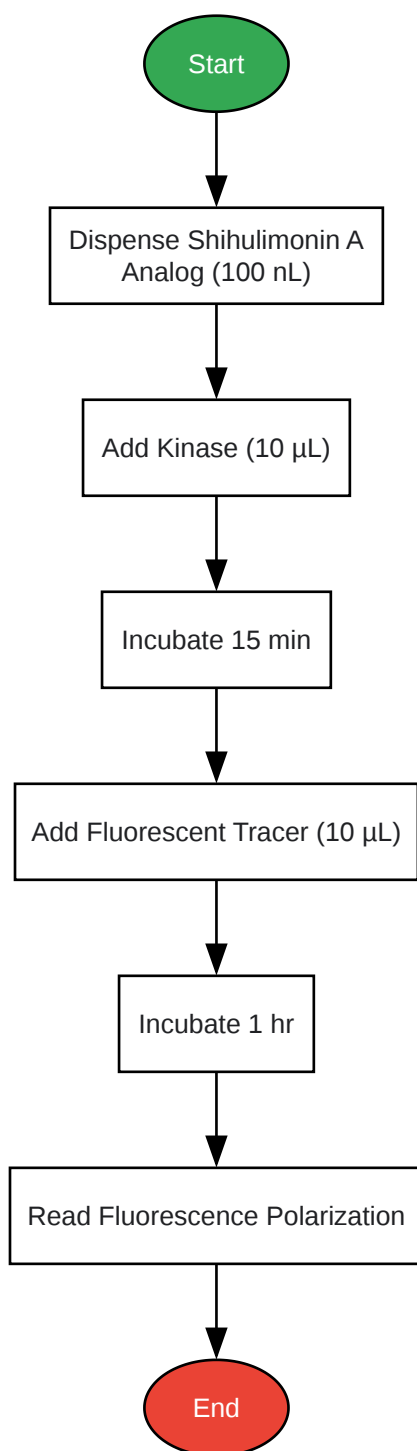 Start
Dispense Shihulimonin A
Analog (100 nL)
Add Kinase (10 µL)
Incubate 15 min
Add Fluorescent Tracer (10 µL)
Incubate 1 hr
Read Fluorescence Polarization
End